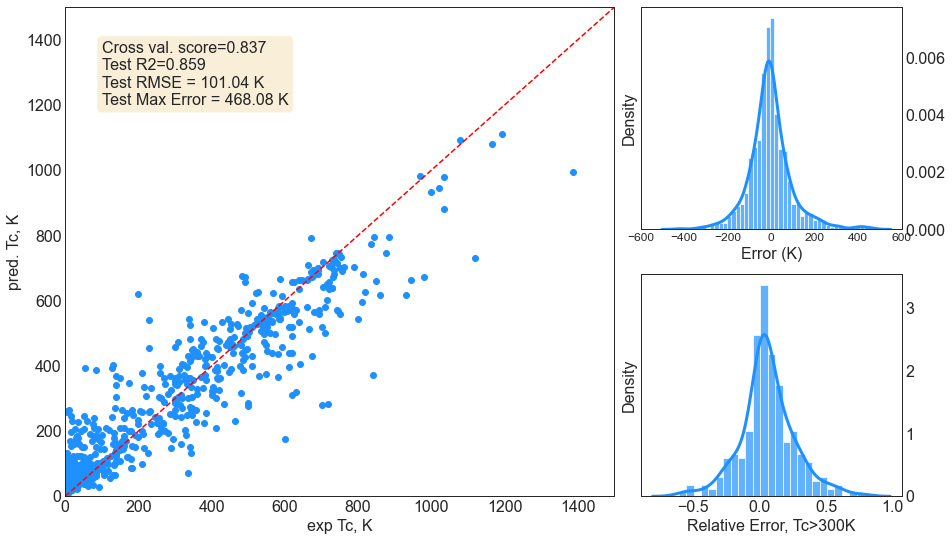 Cross val. score=0.837
Test R2=0.859
Test RMSE = 101.04 K
Test Max Error = 468.08 K
1400
1200
1000
800
600
400
200
0
pred. Tc, K
0 200 400 600 800 1000 1200 1400
exp Tc, K
Density
0.006
0.004
0.002
0.000
−600 −400 −200 0 200 400 600
Error (K)
Density
3
2
1
0
−0.5 0.0 0.5 1.0
Relative Error, Tc>300K